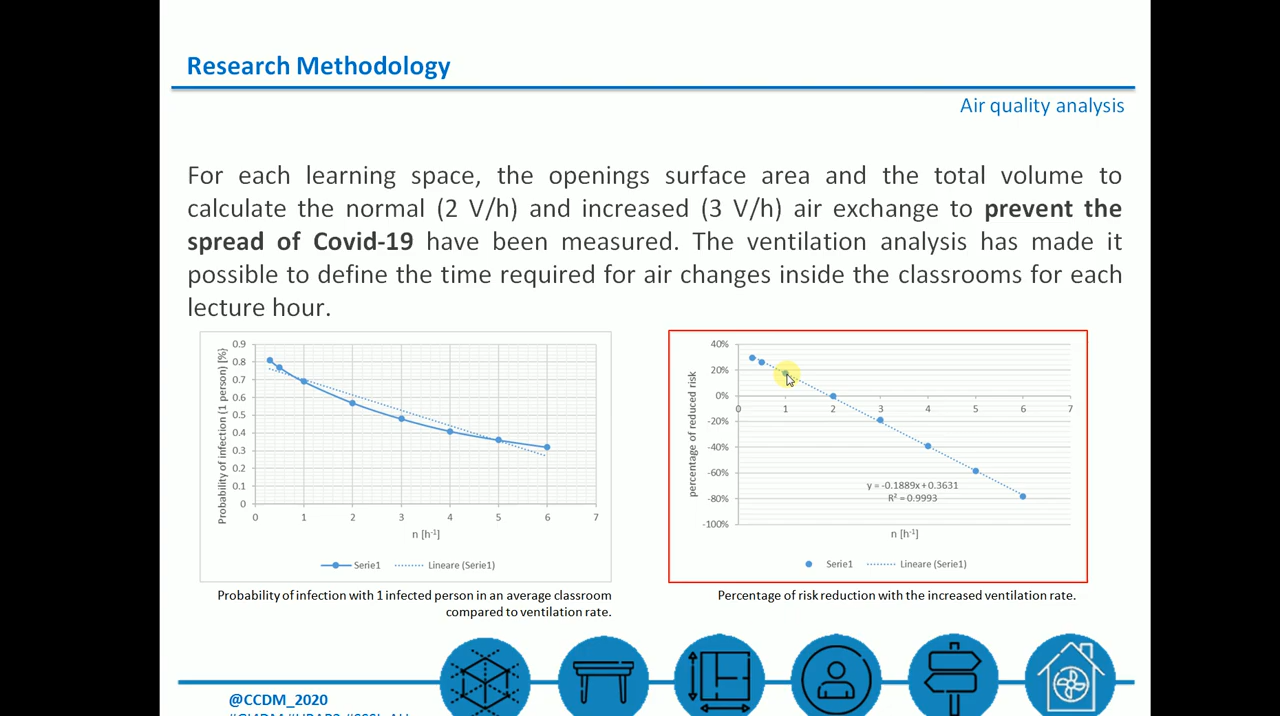 Research Methodology
Air quality analysis
For each learning space, the openings surface area and the total volume to
calculate the normal (2 V/h) and increased (3 V/h) air exchange to prevent the
spread of Covid-19 have been measured. The ventilation analysis has made it
possible to define the time required for air changes inside the classrooms for each
lecture hour.
Probability of infection (1 person) [%]
0.9
0.8
0.7
0.6
0.5
0.4
0.3
0.2
0.1
0
0 1 2 3 4 5 6 7
n [h⁻¹]
Serie1 Lineare (Serie1)
Probability of infection with 1 infected person in an average classroom
compared to ventilation rate.
percentage of reduced risk
40%
20%
0%
-20%
-40%
-60%
-80%
-100%
0 1 2 3 4 5 6 7
y = -0.1889x + 0.3631
R² = 0.9993
n [h⁻¹]
Serie1 Lineare (Serie1)
Percentage of risk reduction with the increased ventilation rate.
@CCDM_2020